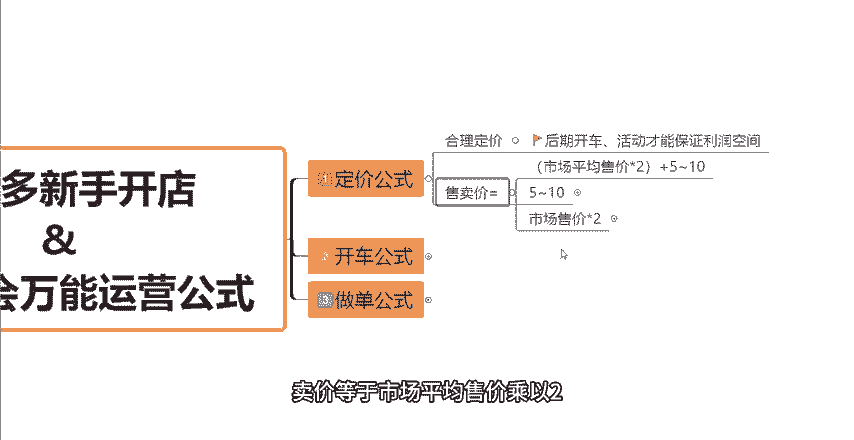 多新手开店
&
会万能运营公式
1 定价公式
合理定价
后期开车、活动才能保证利润空间
售卖价=
（市场平均售价*2）+5~10
5~10
市场售价*2
2 开车公式
3 做单公式
卖价等于市场平均售价乘以2